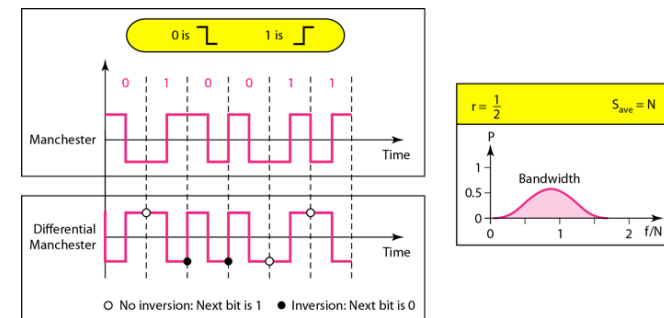 0 is 1 is
0 1 0 0 1 1
Manchester
Time
Differential
Manchester
Time
No inversion: Next bit is 1 Inversion: Next bit is 0
r = 1/2 Save = N
P
1
Bandwidth
0.5
0
0 1 2 f/N